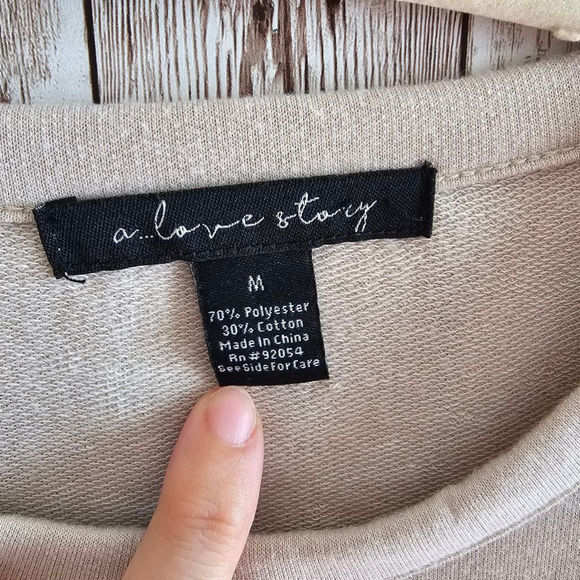 a...love story
M
70% Polyester
30% Cotton
Made In China
Rn#92054
See Side For Care